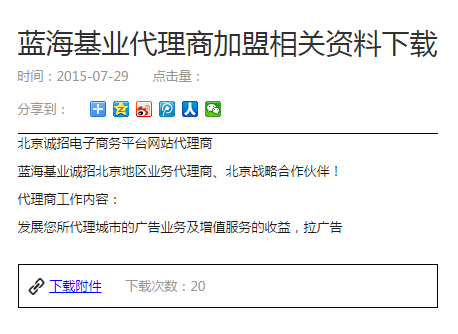 蓝海基业代理商加盟相关资料下载
时间：2015-07-29 点击量：
分享到：
北京诚招电子商务平台网站代理商
蓝海基业诚招北京地区业务代理商、北京战略合作伙伴！
代理商工作内容：
发展您所代理城市的广告业务及增值服务的收益，拉广告
下载附件 下载次数：20